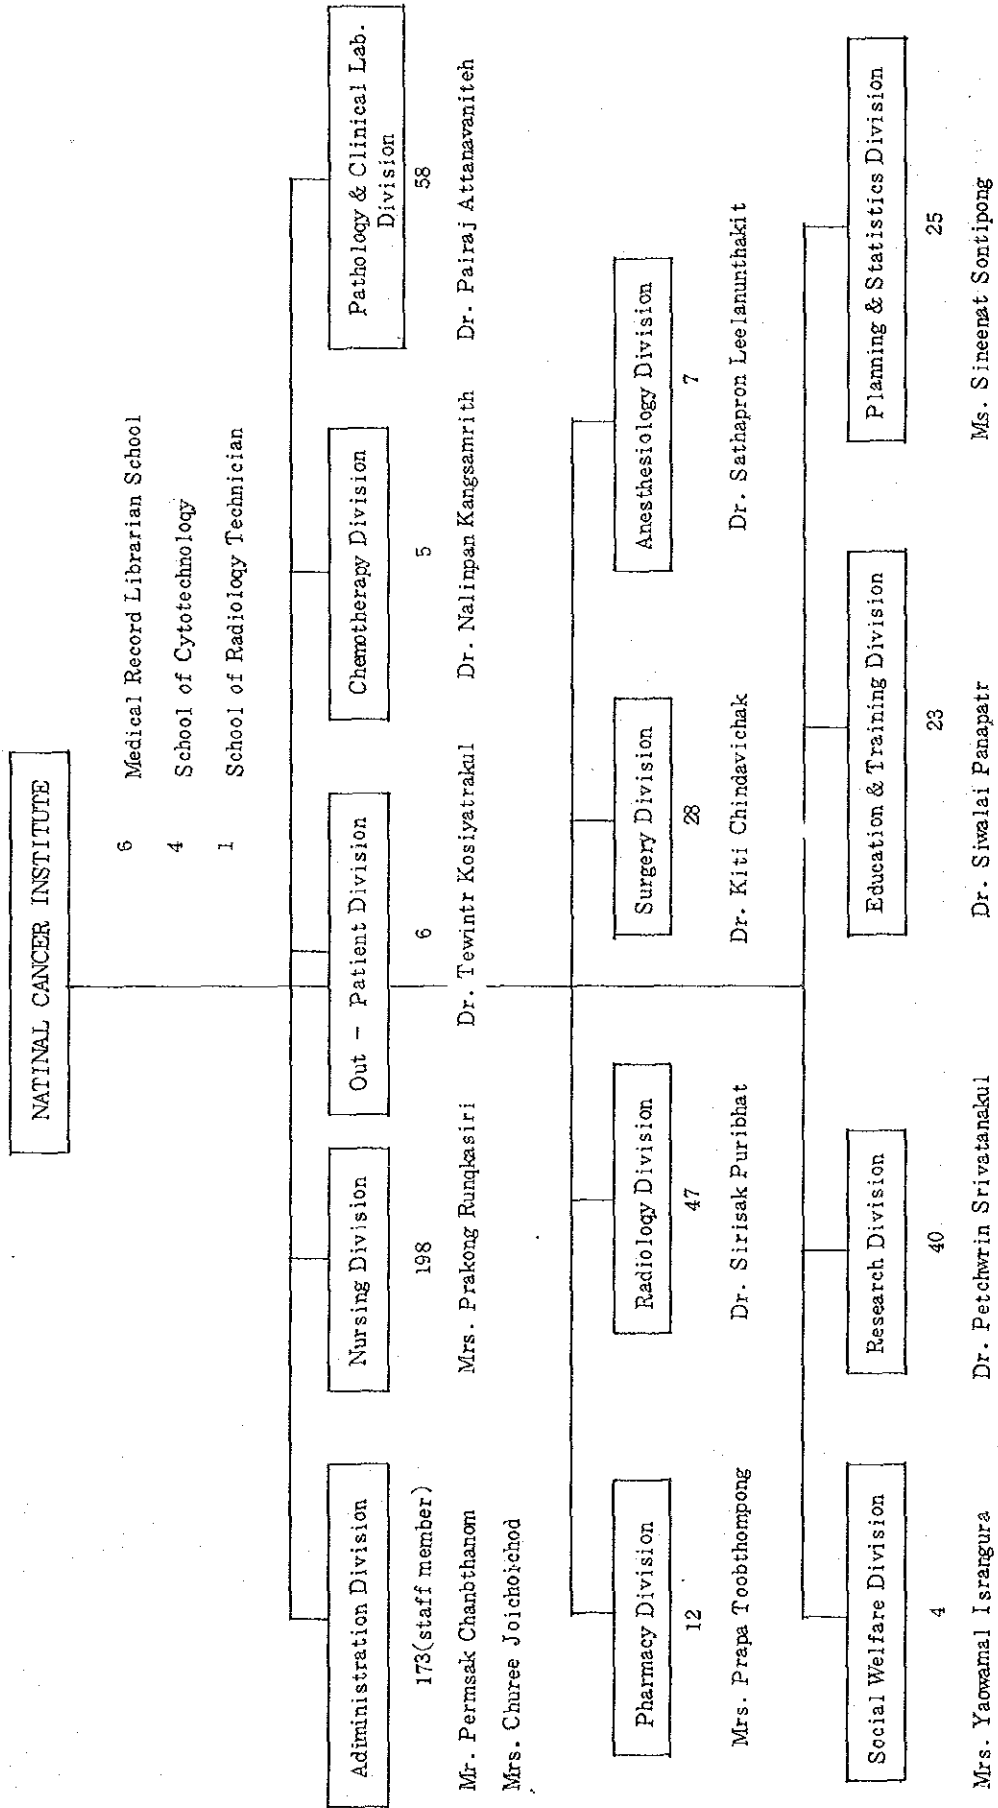 NATINAL CANCER INSTITUTE
6 Medical Record Librarian School
4 School of Cytotechnology
1 School of Radiology Technician
Adiministration Division
173(staff member)
Mr. Permsak Chanbthanom
Mrs. Churee Joichoichod
Nursing Division
198
Mrs. Prakong Rungkasiri
Out - Patient Division
6
Dr. Tewintr Kosiyatrakul
Chemotherapy Division
5
Dr. Nalinpan Kangsamrith
Pathology & Clinical Lab.
Division
58
Dr. Pairaj Attanavaniteh
Pharmacy Division
12
Mrs. Prapa Toobthompong
Radiology Division
47
Dr. Sirisak Puribhat
Surgery Division
28
Dr. Kiti Chindavichak
Anesthesiology Division
7
Dr. Sathapron Leelanunthakit
Social Welfare Division
4
Mrs. Yaowamal Israngura
Research Division
40
Dr. Petchwrin Srivatanakul
Education & Training Division
23
Dr. Siwalai Panapatr
Planning & Statistics Division
25
Ms. Sineenat Sontipong